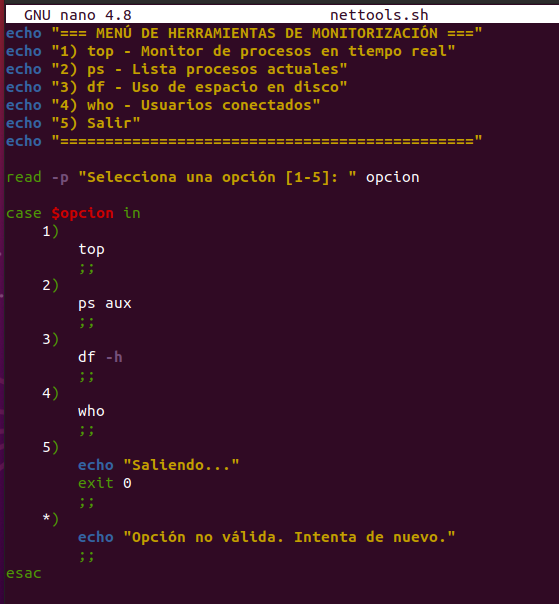 GNU nano 4.8 nettools.sh
echo "=== MENÚ DE HERRAMIENTAS DE MONITORIZACIÓN ==="
echo "1) top - Monitor de procesos en tiempo real"
echo "2) ps - Lista procesos actuales"
echo "3) df - Uso de espacio en disco"
echo "4) who - Usuarios conectados"
echo "5) Salir"
echo "=============================================="
read -p "Selecciona una opción [1-5]: " opcion
case $opcion in
1)
top
;;
2)
ps aux
;;
3)
df -h
;;
4)
who
;;
5)
echo "Saliendo..."
exit 0
;;
*)
echo "Opción no válida. Intenta de nuevo."
;;
esac